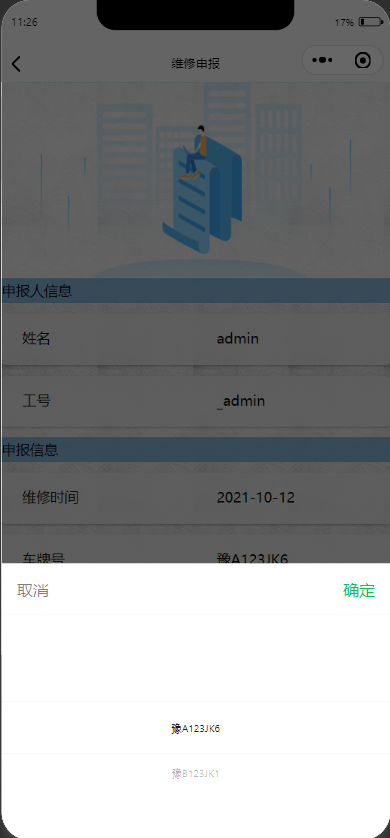 11:26
17%
维修申报
申报人信息
姓名 admin
工号 _admin
申报信息
维修时间 2021-10-12
车牌号 豫A123JK6
取消 确定
豫A123JK6
豫B123JK1